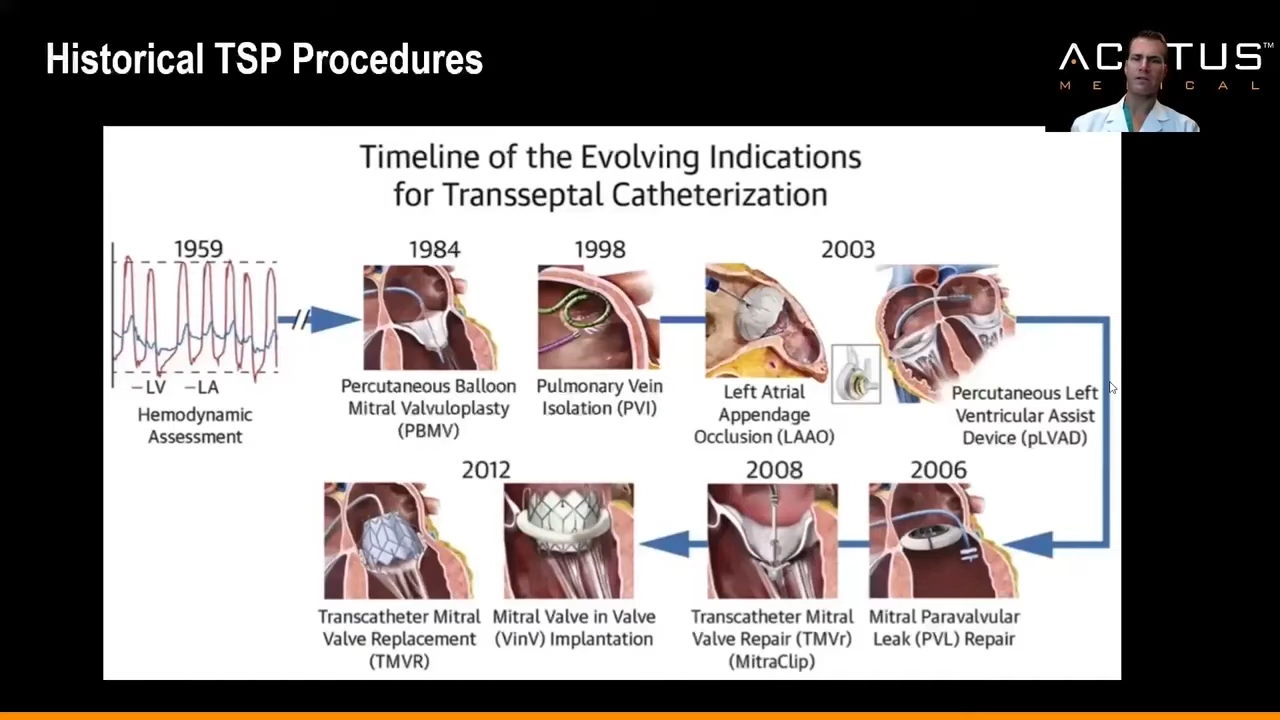 Historical TSP Procedures
TUS™
Timeline of the Evolving Indications
for Transseptal Catheterization
1959
1984
1998
2003
–LV –LA
Hemodynamic
Assessment
Percutaneous Balloon
Mitral Valvuloplasty
(PBMV)
Pulmonary Vein
Isolation (PVI)
Left Atrial
Appendage
Occlusion (LAAO)
Percutaneous Left
Ventricular Assist
Device (pLVAD)
2012
2008
2006
Transcatheter Mitral
Valve Replacement
(TMVR)
Mitral Valve in Valve
(VinV) Implantation
Transcatheter Mitral
Valve Repair (TMVr)
(MitraClip)
Mitral Paravalvular
Leak (PVL) Repair